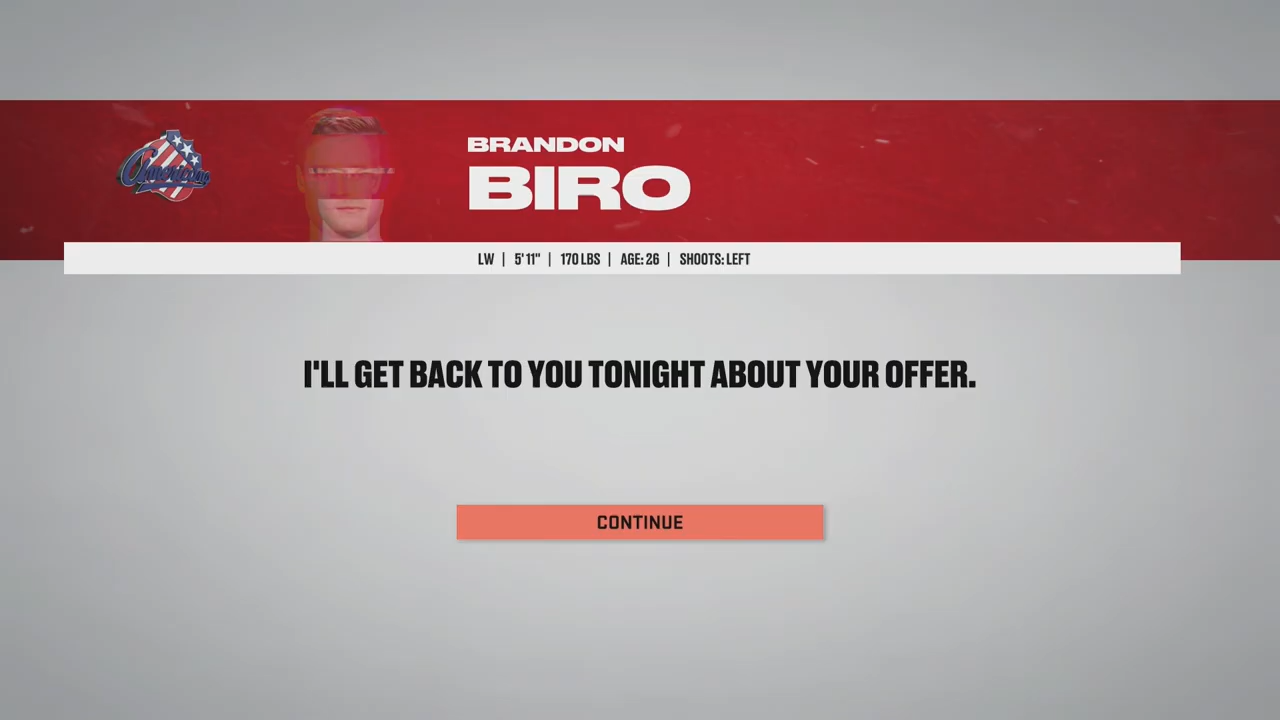 Americans
BRANDON
BIRO
LW | 5' 11" | 170 LBS | AGE: 26 | SHOOTS: LEFT
I'LL GET BACK TO YOU TONIGHT ABOUT YOUR OFFER.
CONTINUE